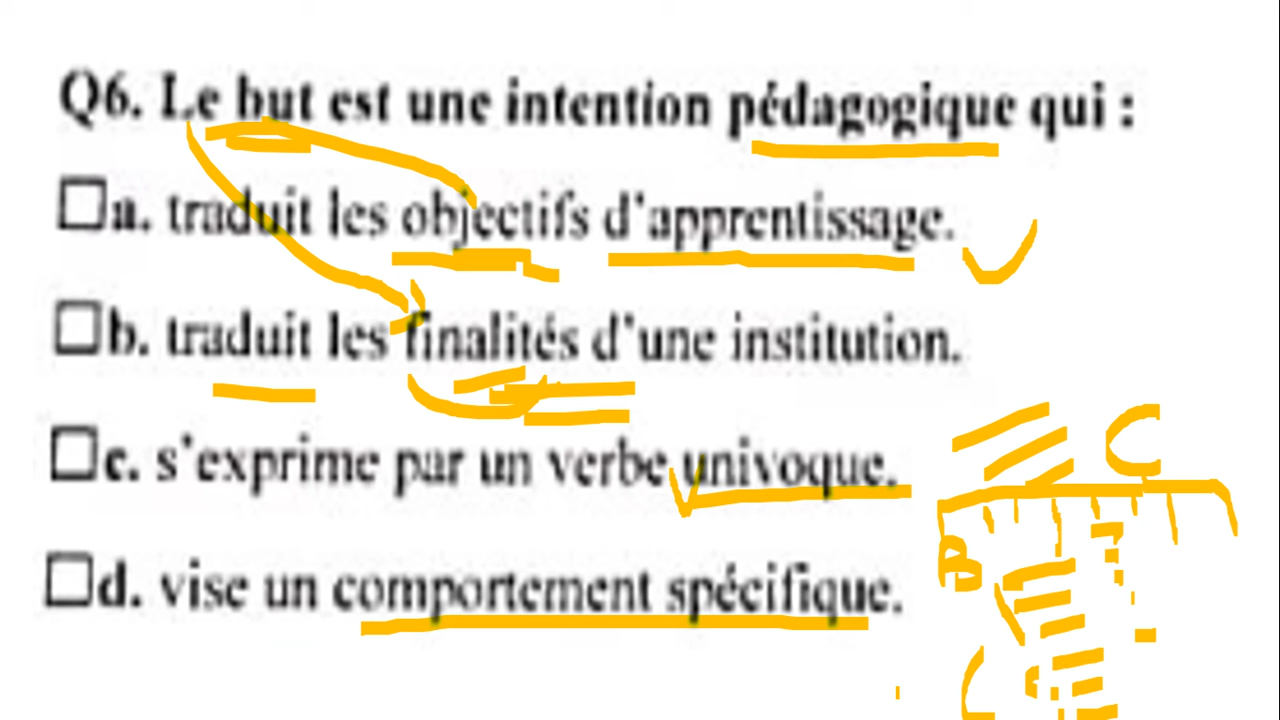 Q6. Le but est une intention pédagogique qui :
a. traduit les objectifs d'apprentissage.
b. traduit les finalités d'une institution.
c. s'exprime par un verbe univoque.
C
d. vise un comportement spécifique.
B